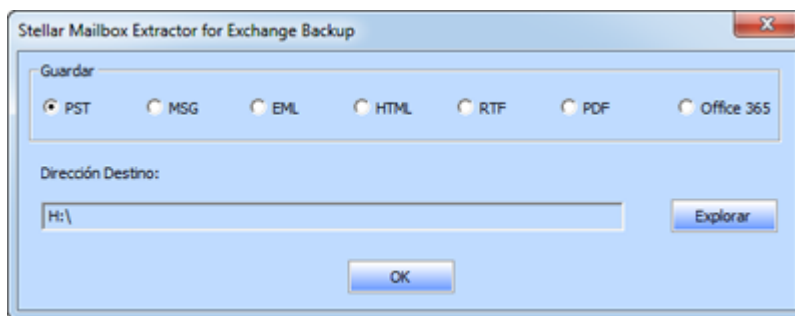 Stellar Mailbox Extractor for Exchange Backup
Guardar
PST MSG EML HTML RTF PDF Office 365
Dirección Destino:
H:\ Explorar
OK